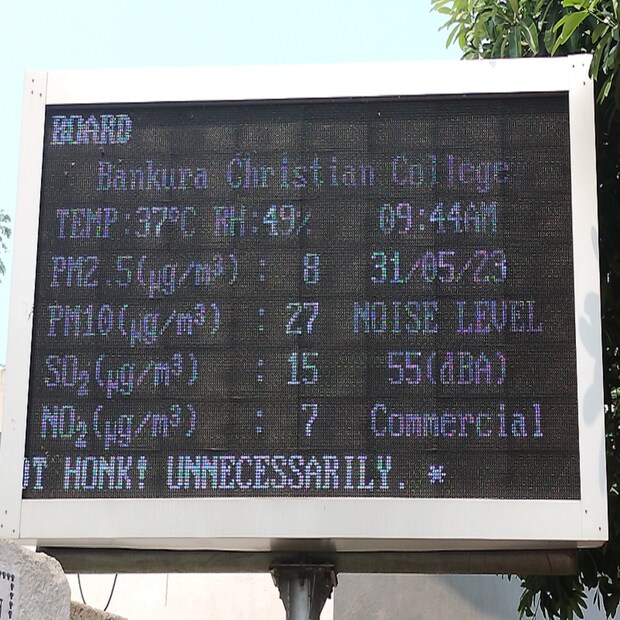 BOARD
Bankura Christian College
TEMP:37°C RH:49% 09:44AM
PM2.5(µg/m³) : 8 31/05/23
PM10(µg/m³) : 27 NOISE LEVEL
SO₂(µg/m³) : 15 55(dBA)
NO₂(µg/m³) : 7 Commercial
OT HONK! UNNECESSARILY. *